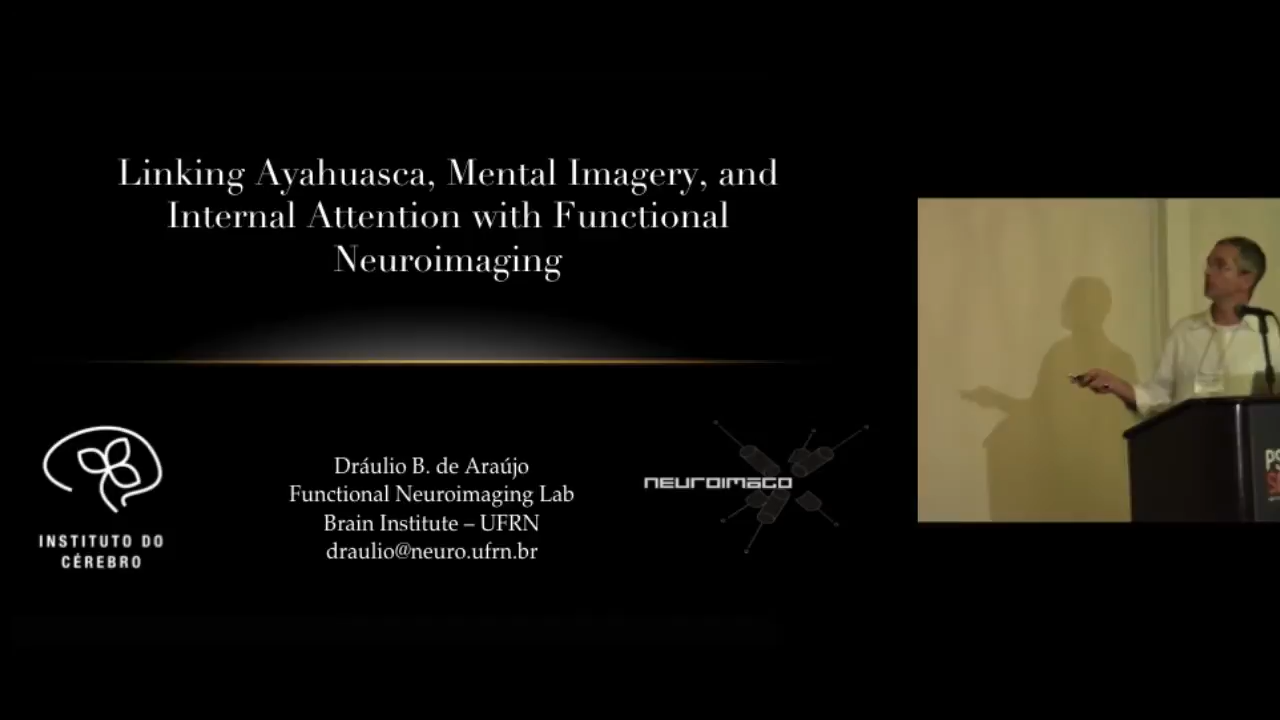 Linking Ayahuasca, Mental Imagery, and
Internal Attention with Functional
Neuroimaging
Dráulio B. de Araújo
Functional Neuroimaging Lab
Brain Institute – UFRN
draulio@neuro.ufrn.br
INSTITUTO DO
CÉREBRO
neuroimago